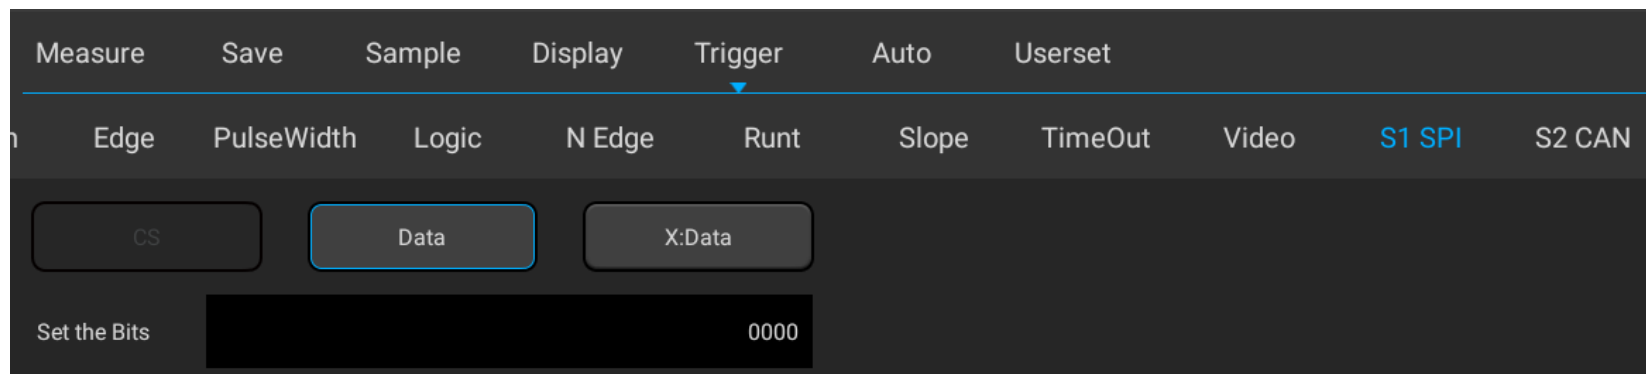 Measure Save Sample Display Trigger Auto Userset
Edge PulseWidth Logic N Edge Runt Slope TimeOut Video S1 SPI S2 CAN
CS Data X:Data
Set the Bits 0000